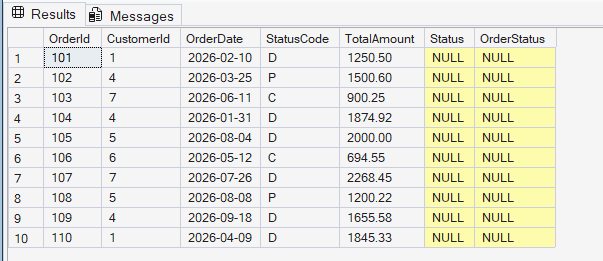 Results Messages
OrderId CustomerId OrderDate StatusCode TotalAmount Status OrderStatus
1 101 1 2026-02-10 D 1250.50 NULL NULL
2 102 4 2026-03-25 P 1500.60 NULL NULL
3 103 7 2026-06-11 C 900.25 NULL NULL
4 104 4 2026-01-31 D 1874.92 NULL NULL
5 105 5 2026-08-04 D 2000.00 NULL NULL
6 106 6 2026-05-12 C 694.55 NULL NULL
7 107 7 2026-07-26 D 2268.45 NULL NULL
8 108 5 2026-08-08 P 1200.22 NULL NULL
9 109 4 2026-09-18 D 1655.58 NULL NULL
10 110 1 2026-04-09 D 1845.33 NULL NULL